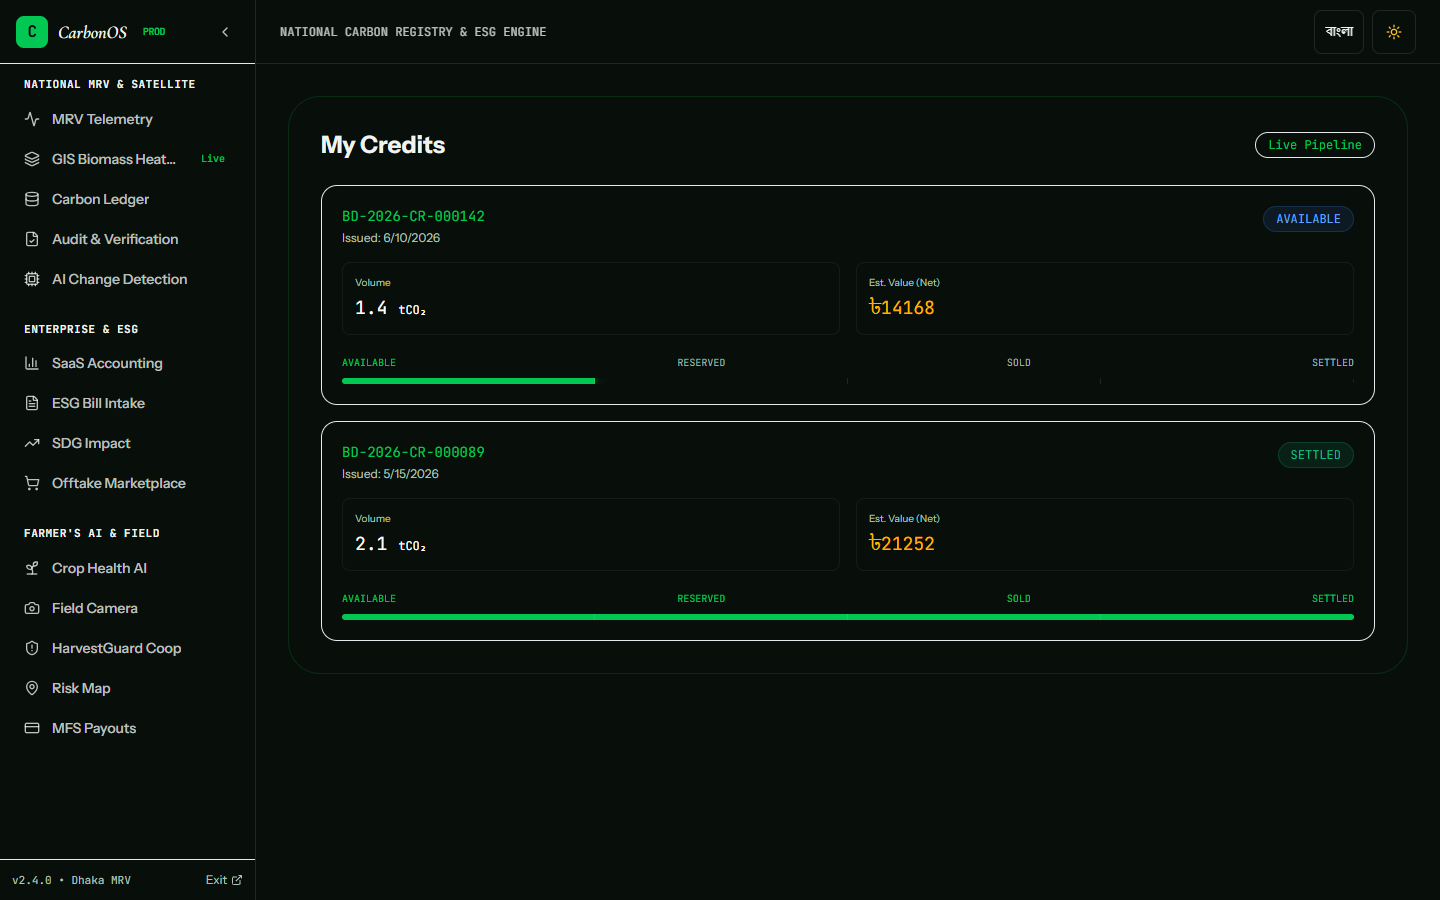 C CarbonOS PROD
NATIONAL CARBON REGISTRY & ESG ENGINE
বাংলা
NATIONAL MRV & SATELLITE
MRV Telemetry
GIS Biomass Heat... Live
Carbon Ledger
Audit & Verification
AI Change Detection
ENTERPRISE & ESG
SaaS Accounting
ESG Bill Intake
SDG Impact
Offtake Marketplace
FARMER'S AI & FIELD
Crop Health AI
Field Camera
HarvestGuard Coop
Risk Map
MFS Payouts
v2.4.0 • Dhaka MRV
Exit
My Credits
Live Pipeline
BD-2026-CR-000142
AVAILABLE
Issued: 6/10/2026
Volume
1.4 tCO₂
Est. Value (Net)
৳14168
AVAILABLE RESERVED SOLD SETTLED
BD-2026-CR-000089
SETTLED
Issued: 5/15/2026
Volume
2.1 tCO₂
Est. Value (Net)
৳21252
AVAILABLE RESERVED SOLD SETTLED